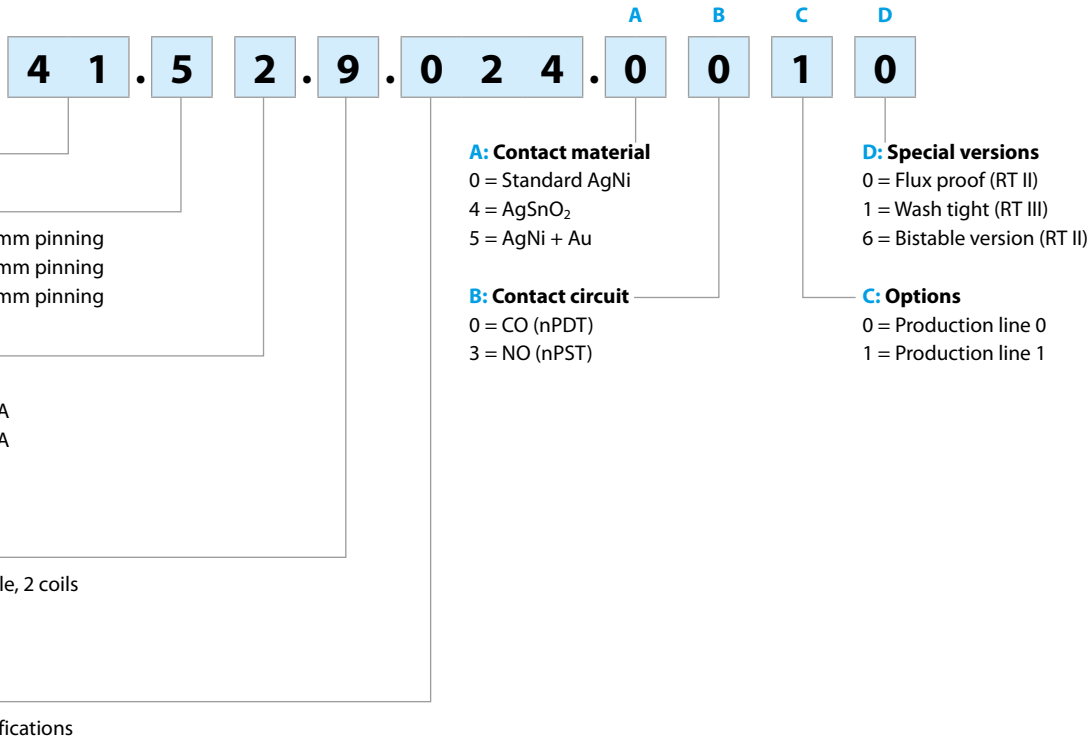 A B C D
4 1 . 5 2 . 9 . 0 2 4 . 0 0 1 0
A: Contact material
0 = Standard AgNi
4 = AgSnO₂
5 = AgNi + Au
B: Contact circuit
0 = CO (nPDT)
3 = NO (nPST)
D: Special versions
0 = Flux proof (RT II)
1 = Wash tight (RT III)
6 = Bistable version (RT II)
C: Options
0 = Production line 0
1 = Production line 1
mm pinning
mm pinning
mm pinning
A
A
le, 2 coils
fications